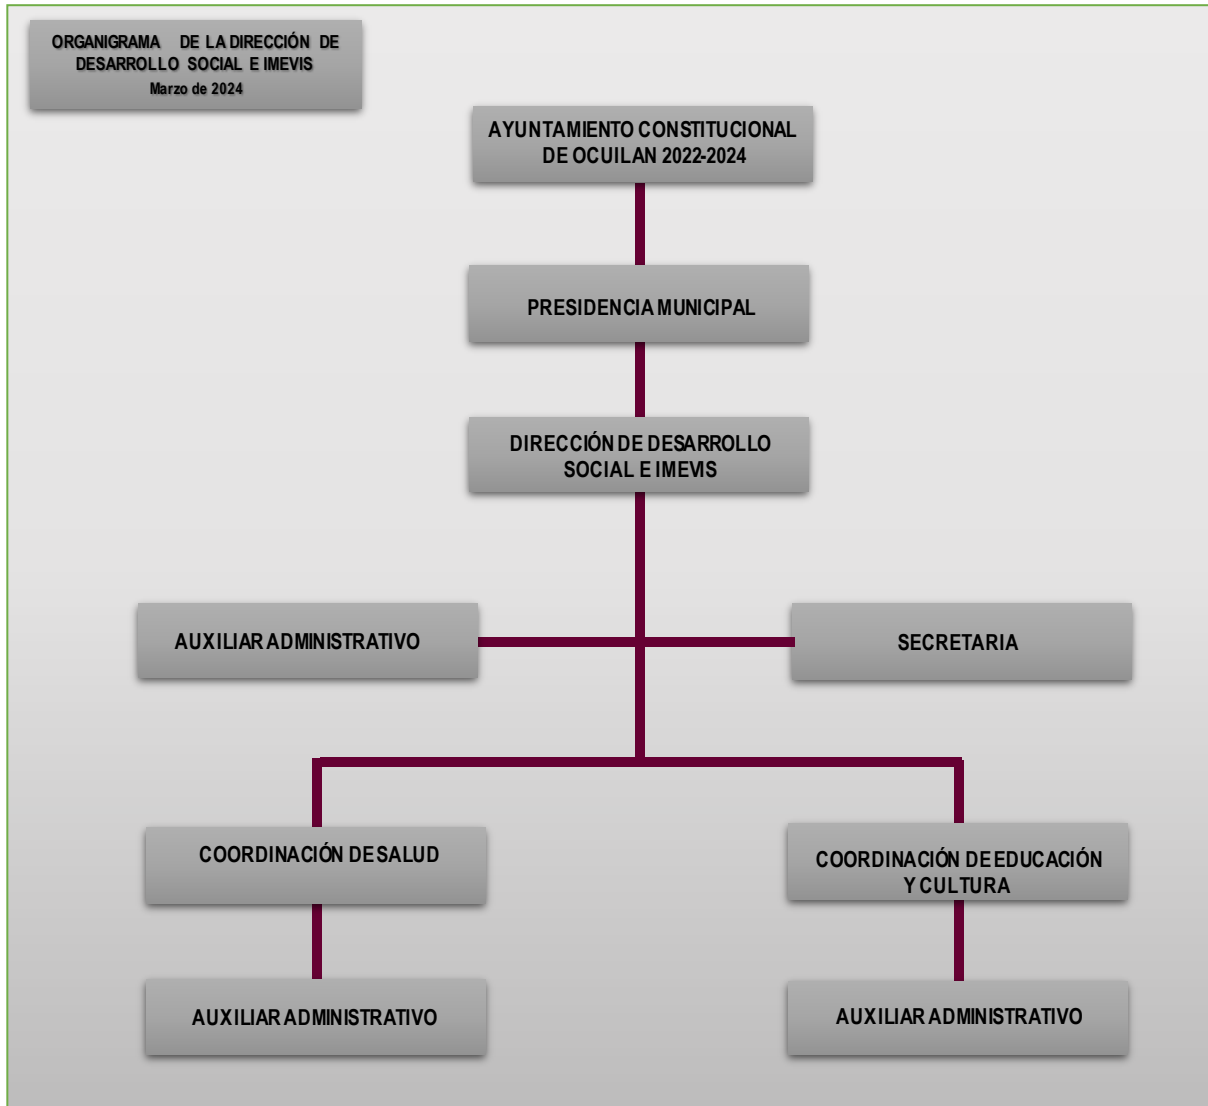 ORGANIGRAMA DE LA DIRECCIÓN DE
DESARROLLO SOCIAL E IMEVIS
Marzo de 2024
AYUNTAMIENTO CONSTITUCIONAL
DE OCUILAN 2022-2024
PRESIDENCIA MUNICIPAL
DIRECCIÓN DE DESARROLLO
SOCIAL E IMEVIS
AUXILIAR ADMINISTRATIVO
SECRETARIA
COORDINACIÓN DE SALUD
COORDINACIÓN DE EDUCACIÓN
Y CULTURA
AUXILIAR ADMINISTRATIVO
AUXILIAR ADMINISTRATIVO